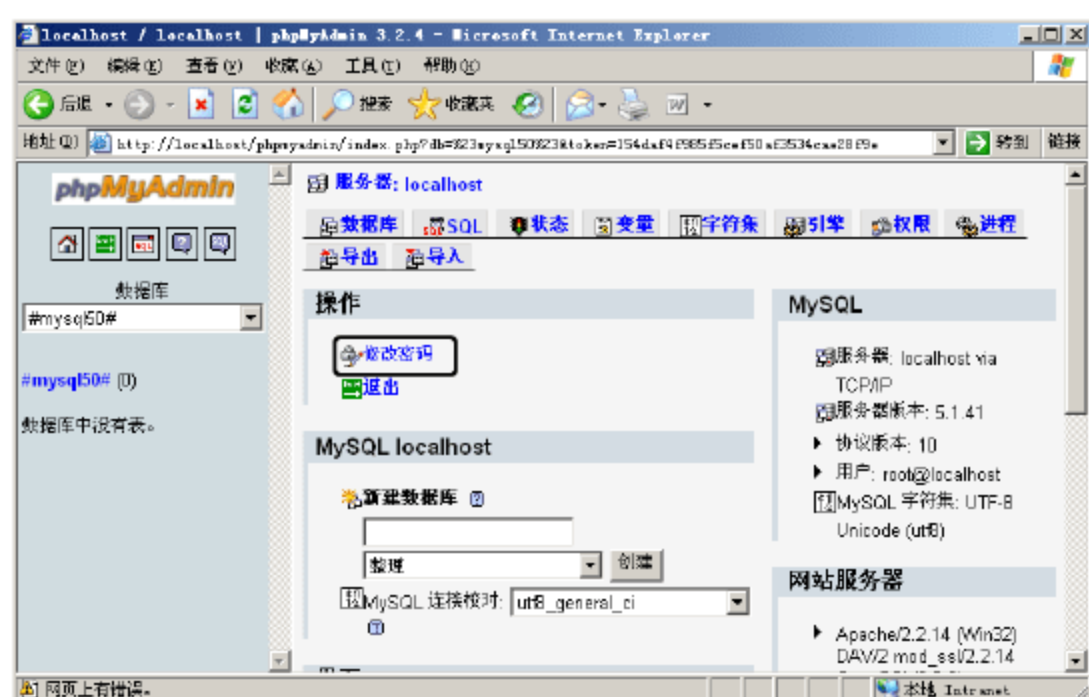 localhost / localhost | phpMyAdmin 3.2.4 - Microsoft Internet Explorer
文件(F) 编辑(E) 查看(V) 收藏(A) 工具(T) 帮助(H)
后退 搜索 收藏夹
地址(D) http://localhost/phpmyadmin/index.php?db=%23mysql50%23&token= 转到 链接
phpMyAdmin
数据库
#mysql50#
#mysql50# (0)
数据库中没有表。
服务器: localhost
数据库 SQL 状态 变量 字符集 引擎 权限 进程
导出 导入
操作
修改密码
退出
MySQL localhost
新建数据库
整理 创建
MySQL 连接校对: utf8_general_ci
MySQL
服务器: localhost via
TCP/IP
服务器版本: 5.1.41
协议版本: 10
用户: root@localhost
MySQL 字符集: UTF-8
Unicode (utf8)
网站服务器
Apache/2.2.14 (Win32)
DAV/2 mod_ssl/2.2.14
网页上有错误。 本地 Intranet